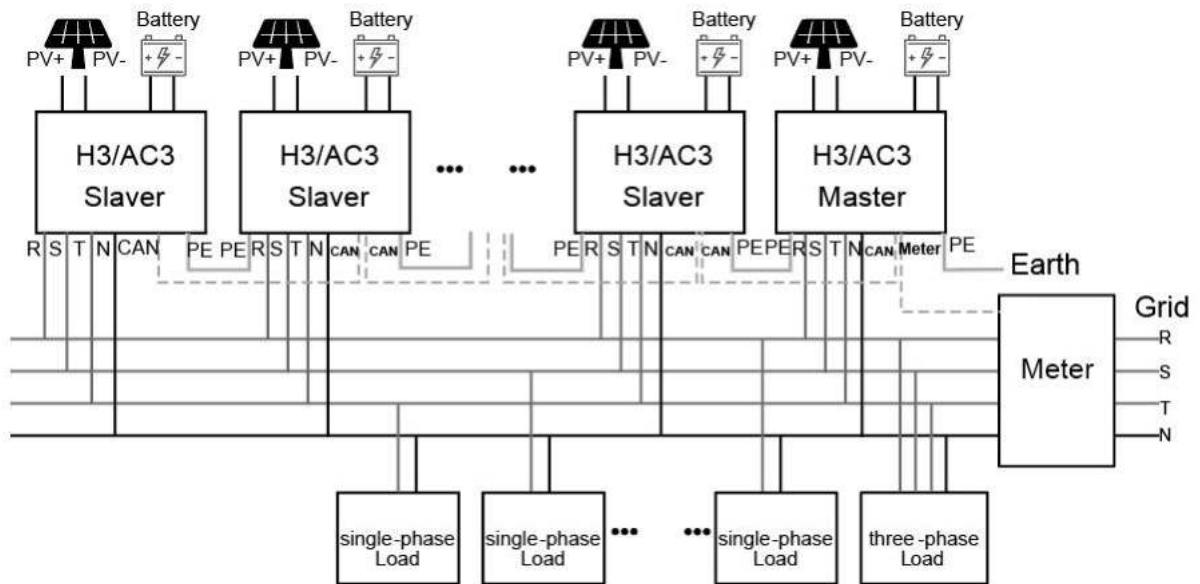 Battery Battery Battery Battery
PV+ PV- + - PV+ PV- + - PV+ PV- + - PV+ PV- + -
H3/AC3
Slaver
H3/AC3
Slaver
••• •••
H3/AC3
Slaver
H3/AC3
Master
R S T N CAN PE PE R S T N CAN CAN PE PE R S T N CAN CAN PE PE R S T N CAN Meter PE
Earth
Grid
Meter
R
S
T
N
single-phase
Load
single-phase
Load
••• •••
single-phase
Load
three-phase
Load